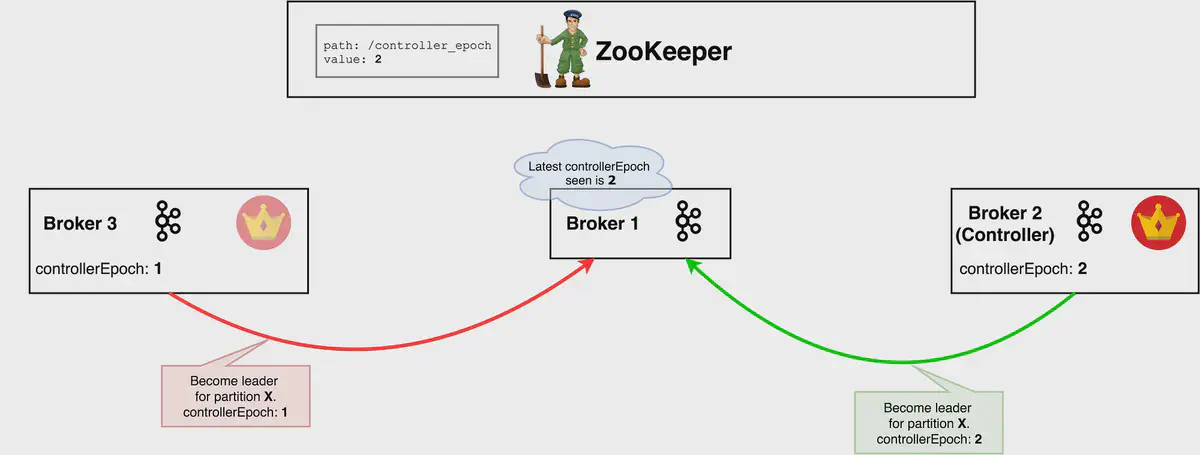 path: /controller_epoch
value: 2
ZooKeeper
Latest controllerEpoch
seen is 2
Broker 3
controllerEpoch: 1
Broker 1
Broker 2
(Controller)
controllerEpoch: 2
Become leader
for partition X.
controllerEpoch: 1
Become leader
for partition X.
controllerEpoch: 2